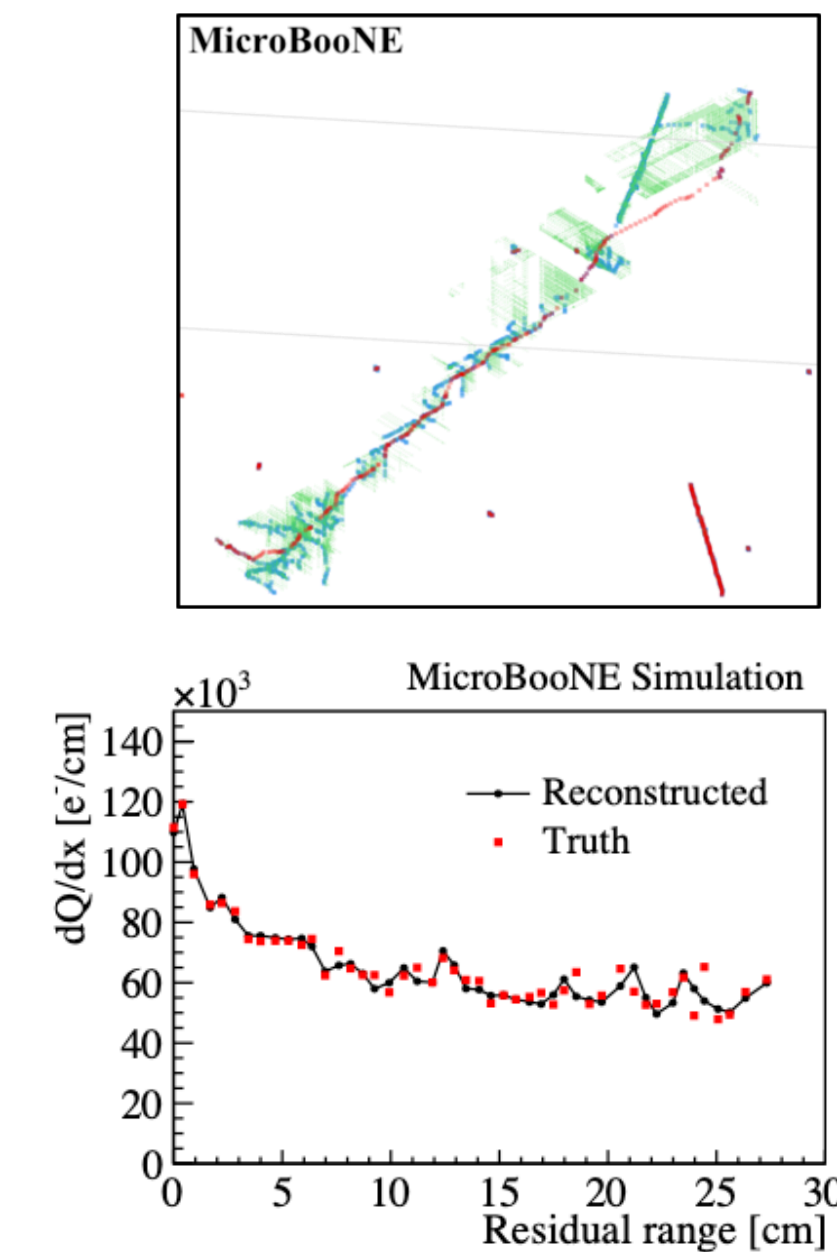 MicroBooNE
×10³
MicroBooNE Simulation
dQ/dx [e⁻/cm]
140
120
100
80
60
40
20
0
Reconstructed
Truth
0 5 10 15 20 25 30
Residual range [cm]